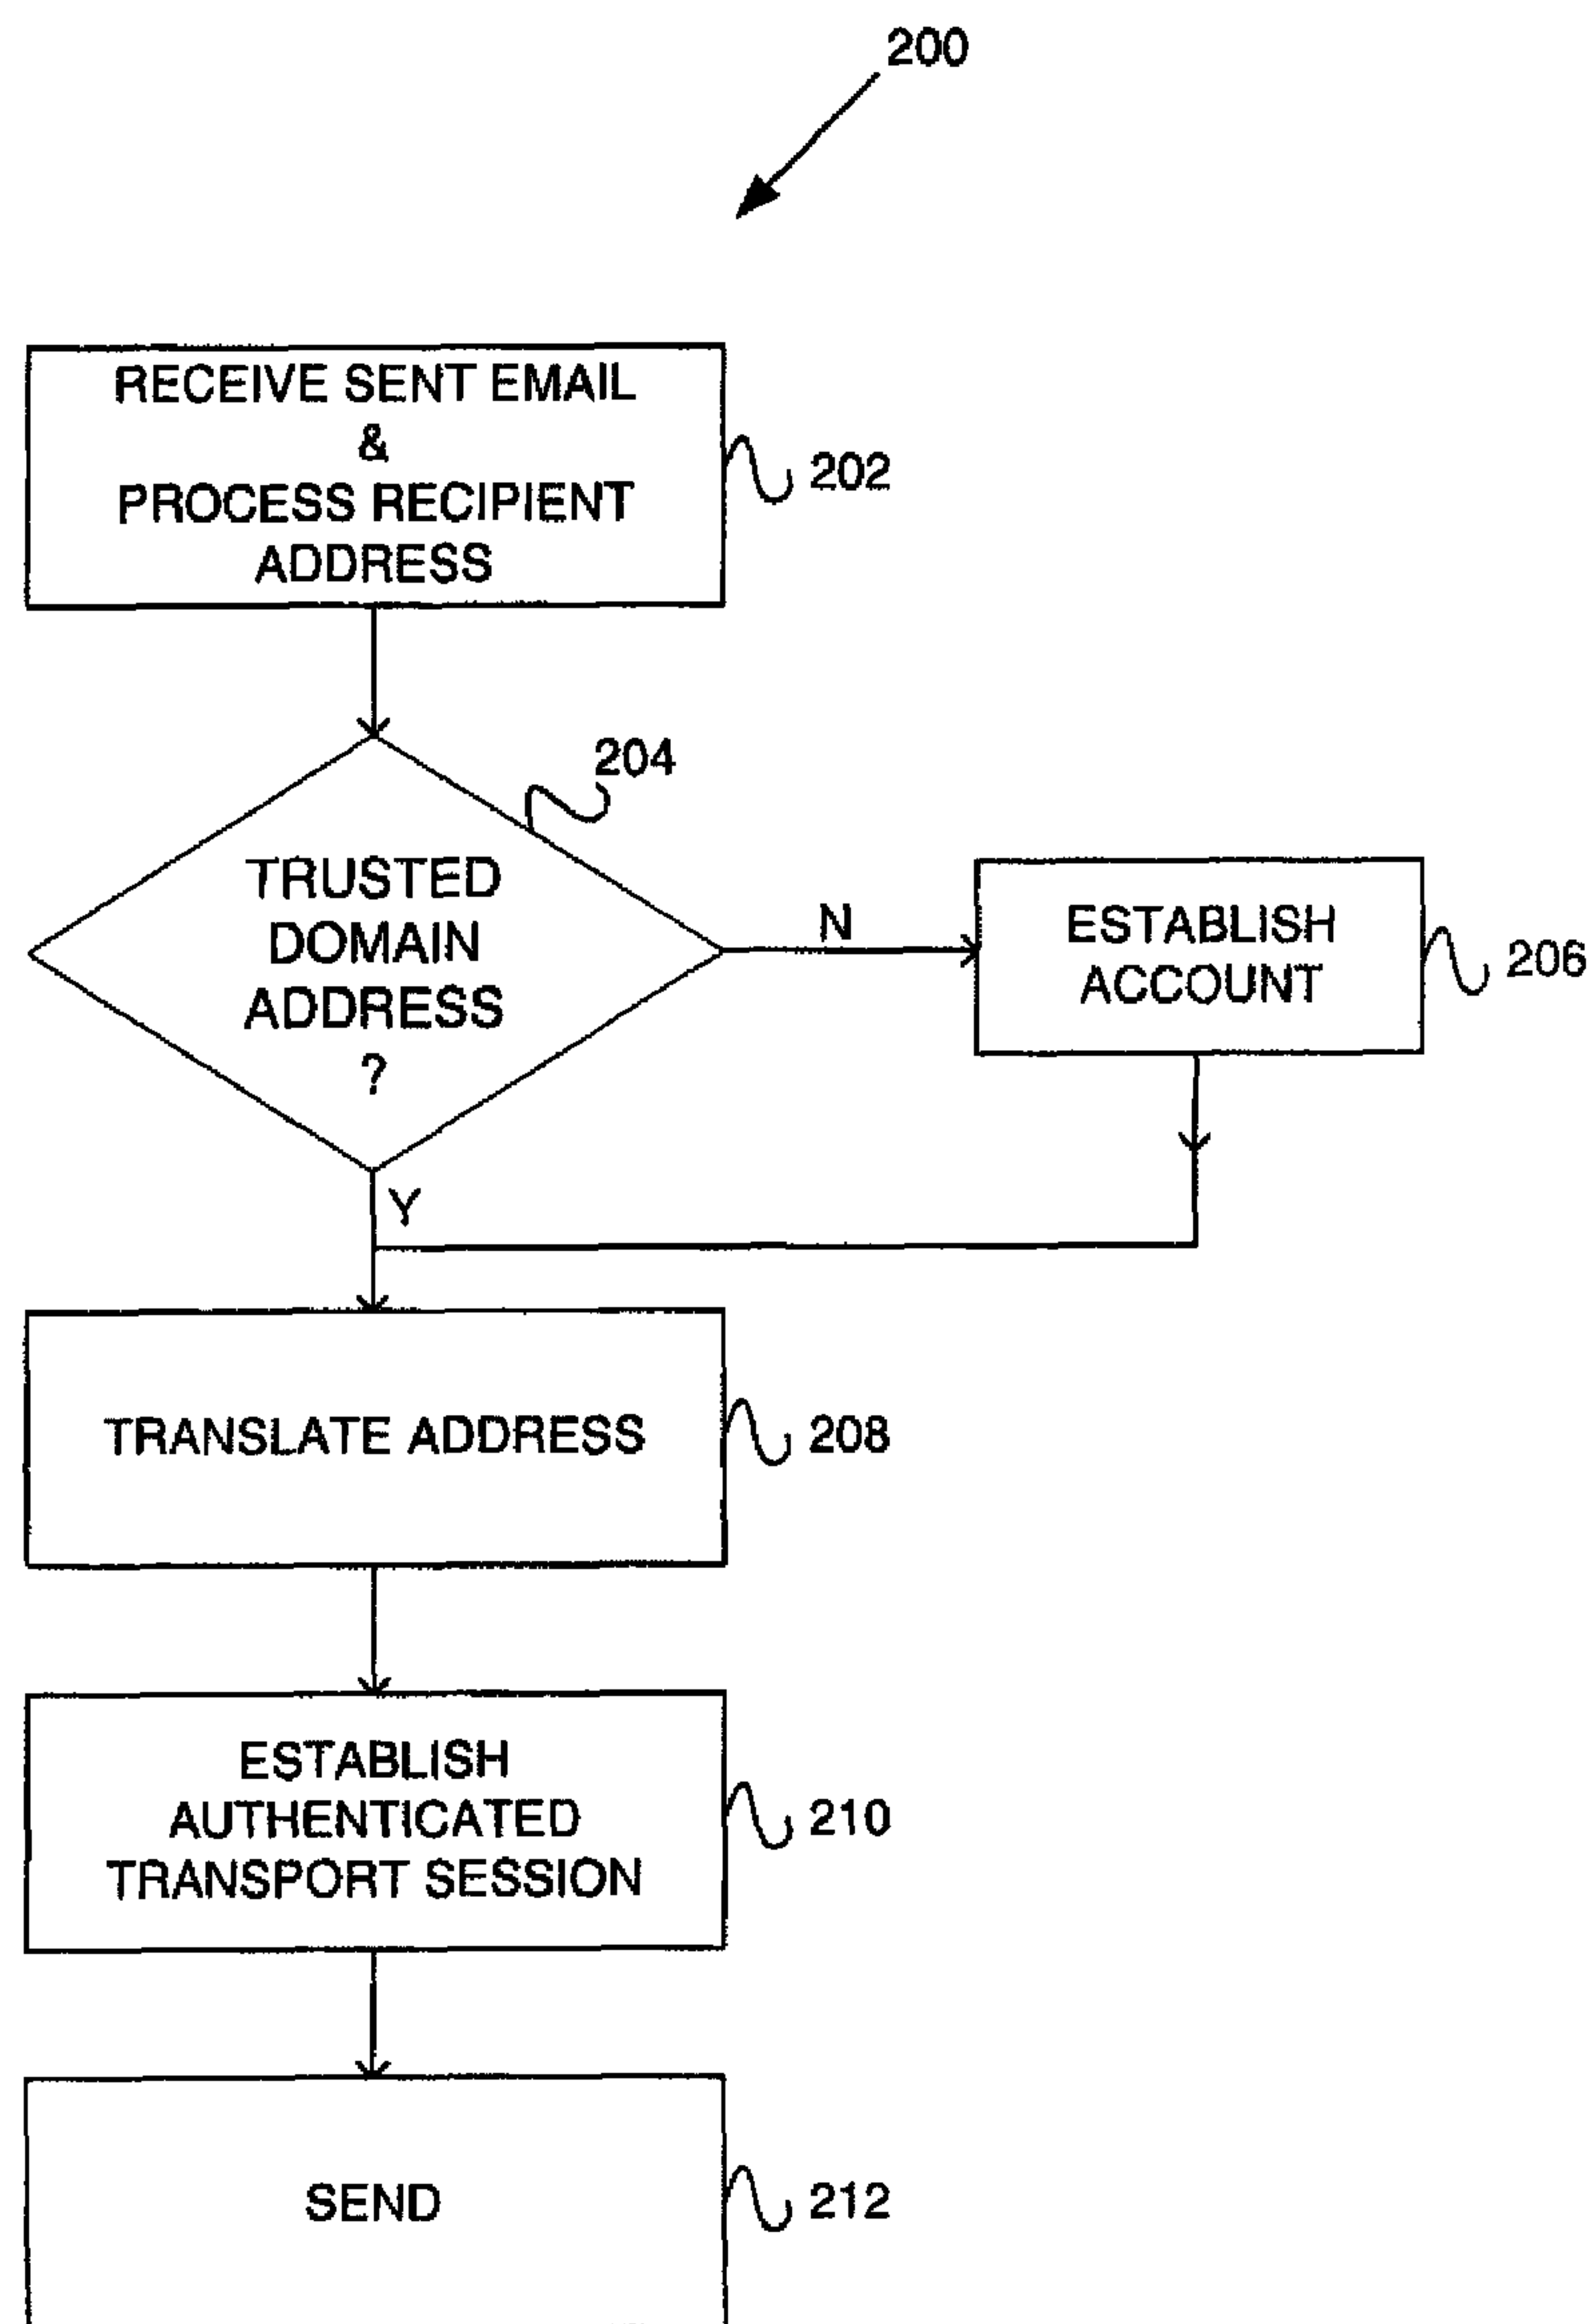 200
RECEIVE SENT EMAIL
&
PROCESS RECIPIENT
ADDRESS
202
204
TRUSTED
DOMAIN
ADDRESS
?
N
ESTABLISH
ACCOUNT
206
Y
TRANSLATE ADDRESS
208
ESTABLISH
AUTHENTICATED
TRANSPORT SESSION
210
SEND
212